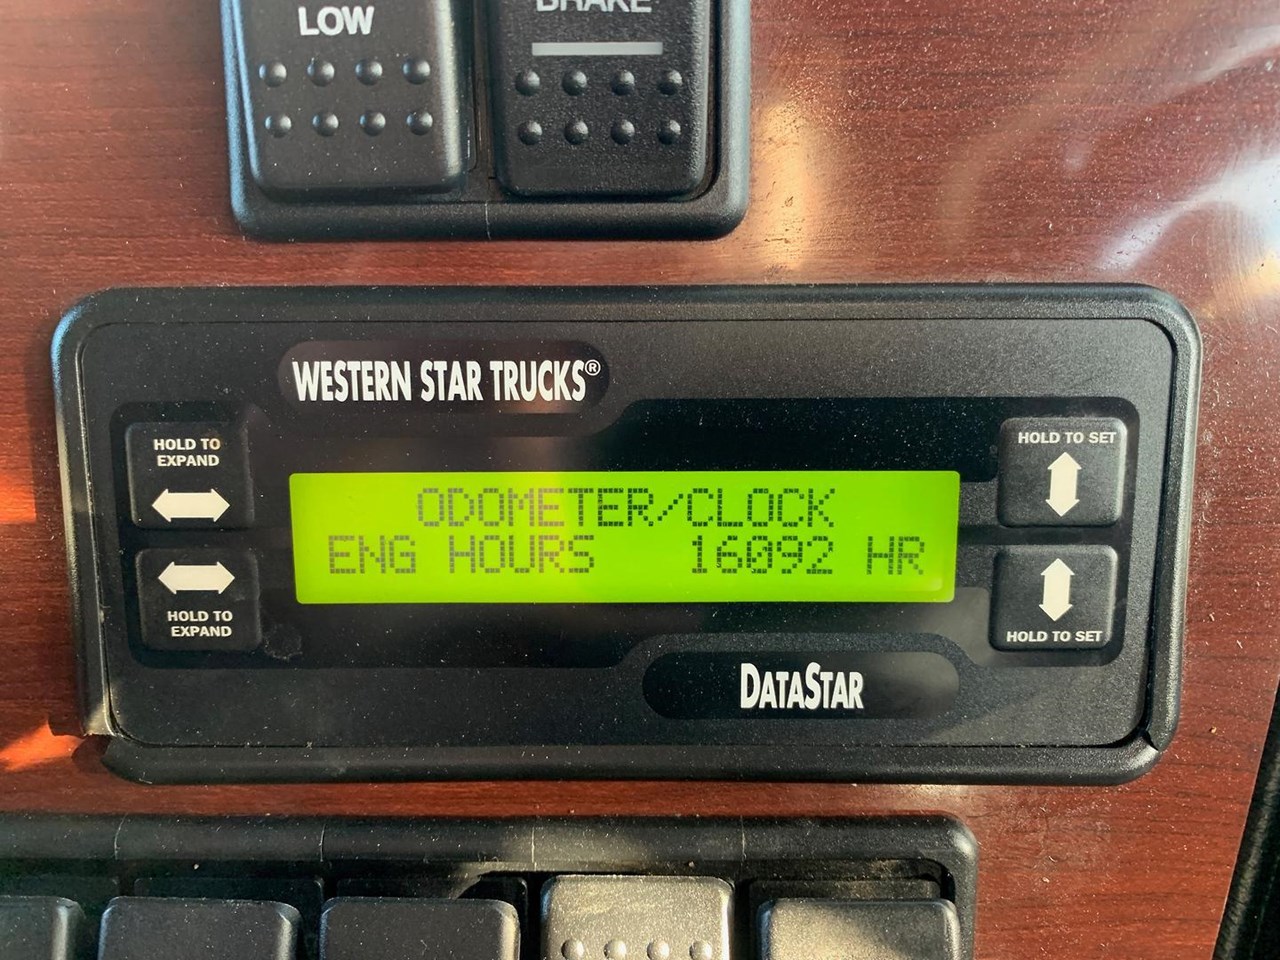 LOW
BRAKE
WESTERN STAR TRUCKS®
HOLD TO
EXPAND
HOLD TO SET
ODOMETER/CLOCK
ENG HOURS 16092 HR
HOLD TO
EXPAND
HOLD TO SET
DATASTAR